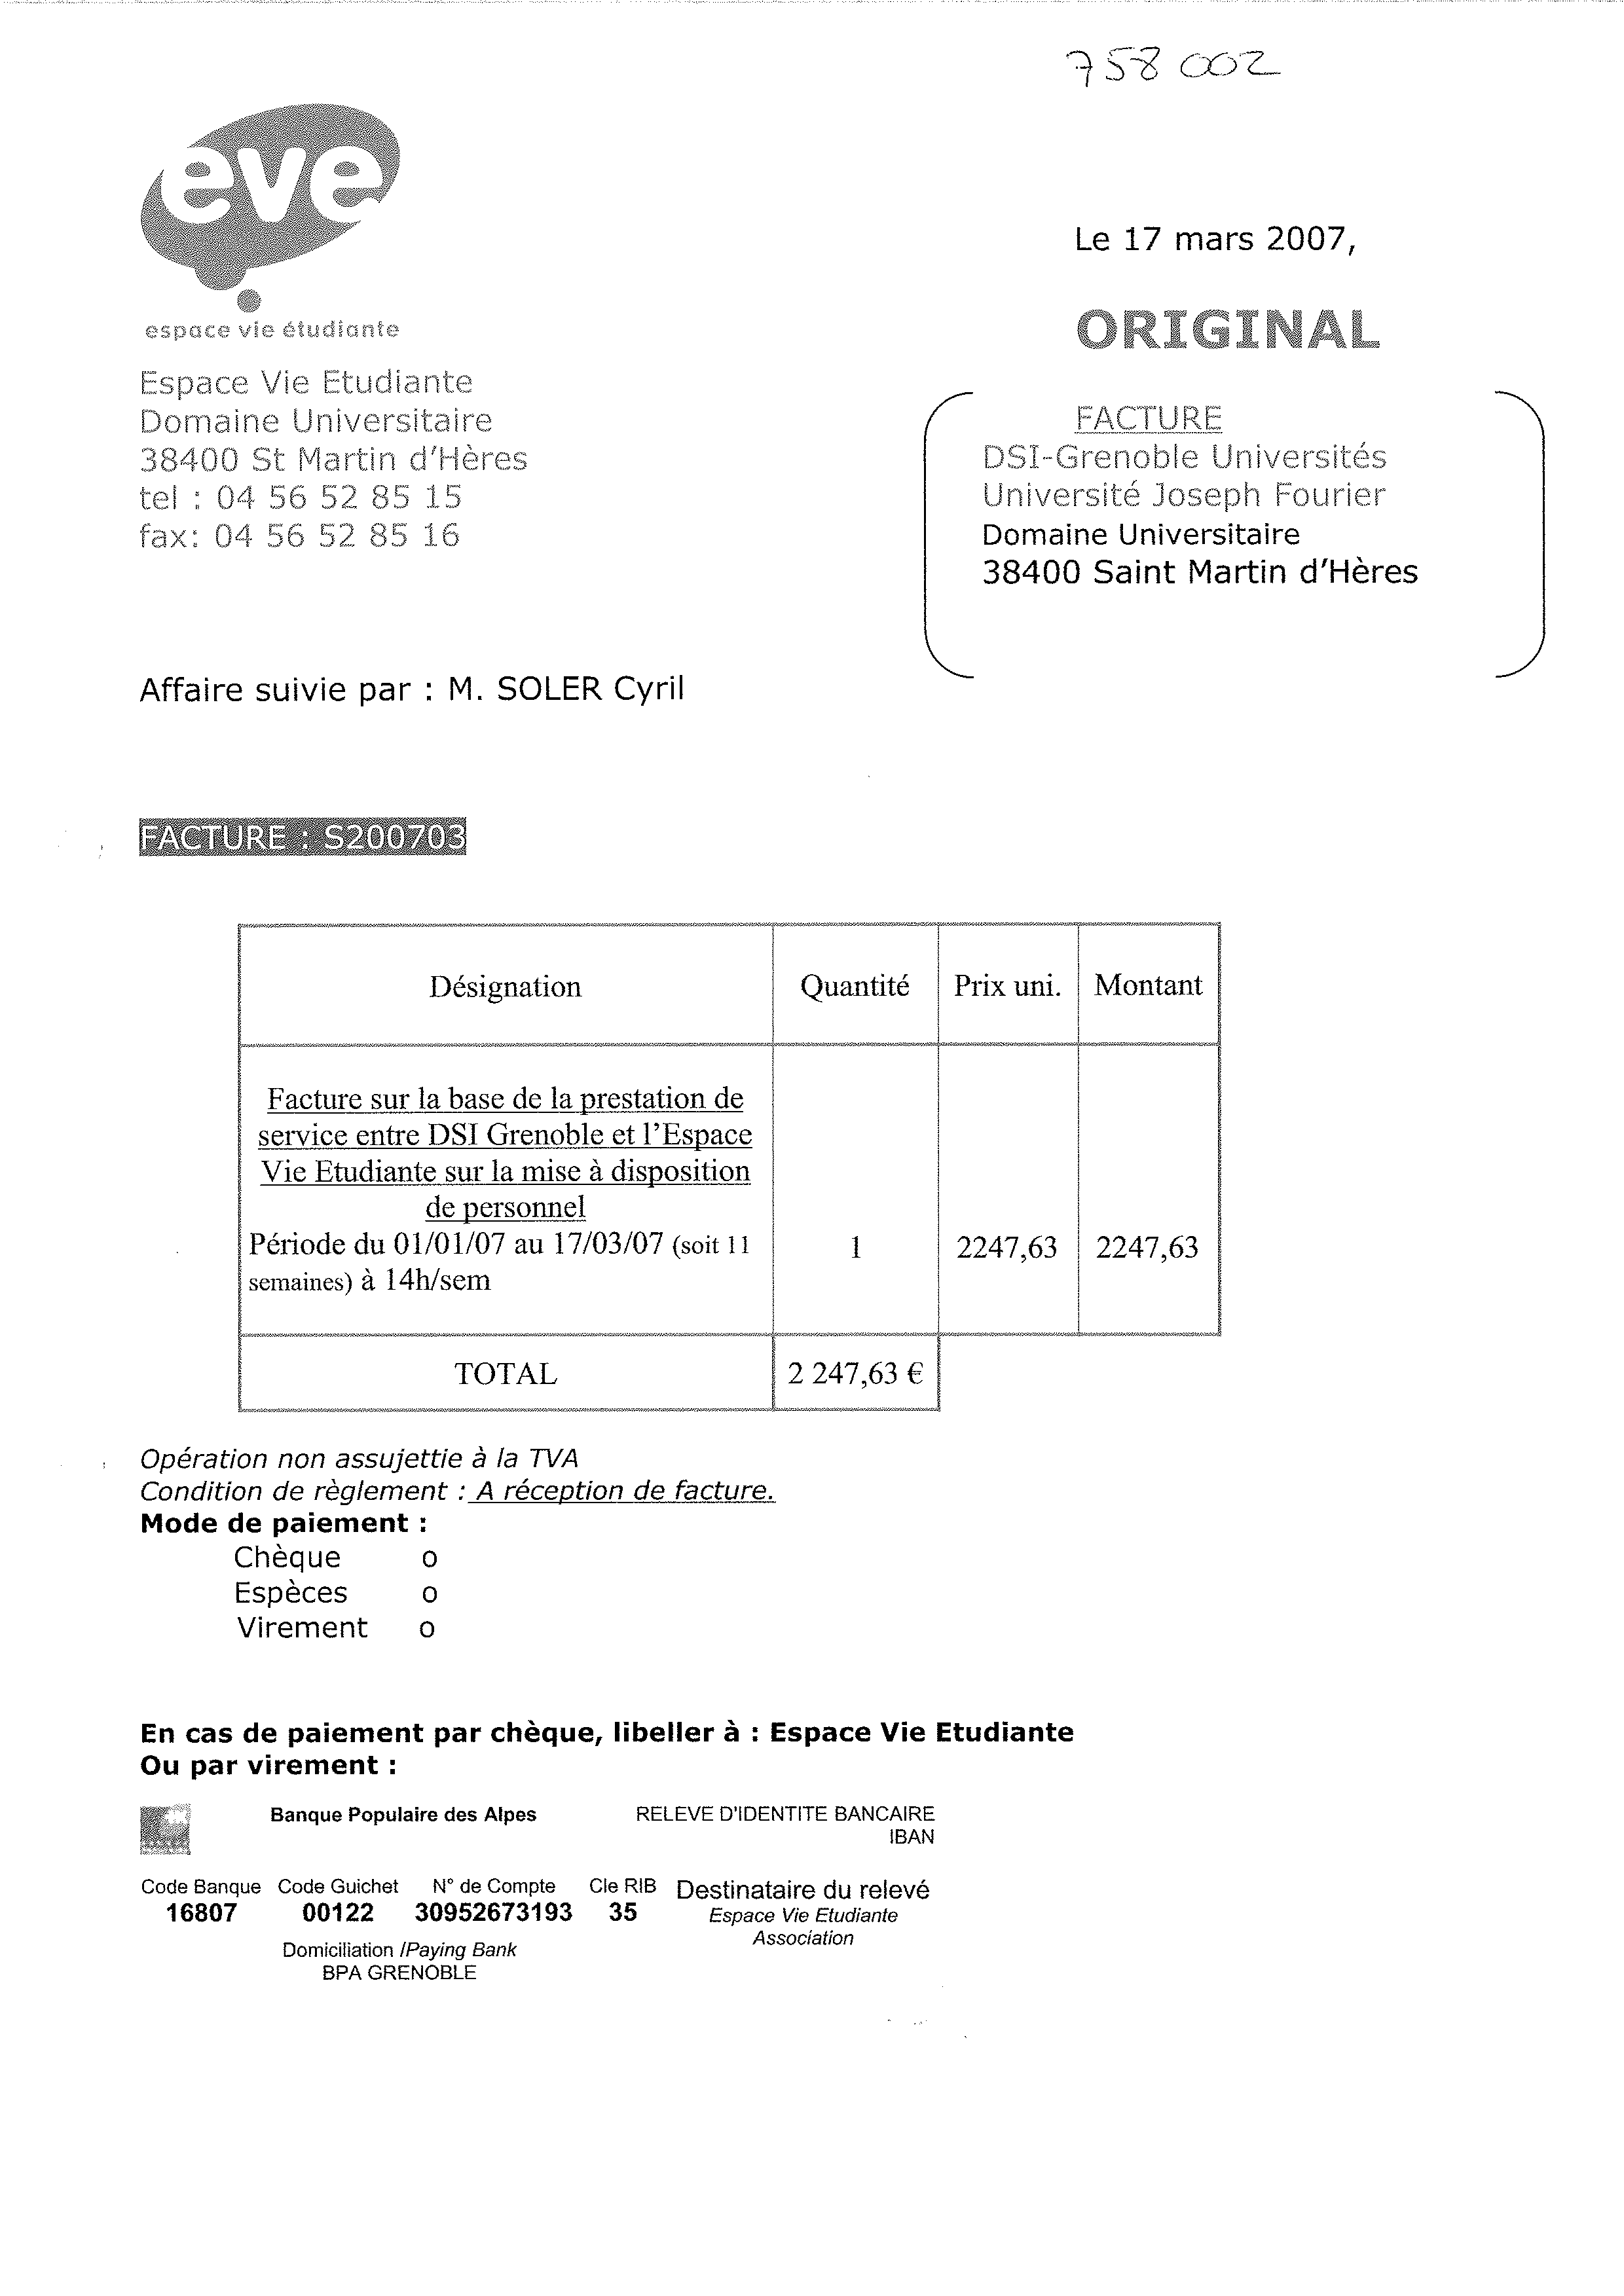 758 002
eve
espace vie étudiante
Le 17 mars 2007,
ORIGINAL
Espace Vie Etudiante
Domaine Universitaire
38400 St Martin d'Hères
tel : 04 56 52 85 15
fax: 04 56 52 85 16
FACTURE
DSI-Grenoble Universités
Université Joseph Fourier
Domaine Universitaire
38400 Saint Martin d'Hères
Affaire suivie par : M. SOLER Cyril
FACTURE : S200703
Désignation Quantité Prix uni. Montant
Facture sur la base de la prestation de
service entre DSI Grenoble et l'Espace
Vie Etudiante sur la mise à disposition
de personnel
Période du 01/01/07 au 17/03/07 (soit 11 1 2247,63 2247,63
semaines) à 14h/sem
TOTAL 2 247,63 €
Opération non assujettie à la TVA
Condition de règlement : A réception de facture.
Mode de paiement :
Chèque o
Espèces o
Virement o
En cas de paiement par chèque, libeller à : Espace Vie Etudiante
Ou par virement :
Banque Populaire des Alpes RELEVE D'IDENTITE BANCAIRE
IBAN
Code Banque Code Guichet N° de Compte Cle RIB Destinataire du relevé
16807 00122 30952673193 35 Espace Vie Etudiante
Association
Domiciliation /Paying Bank
BPA GRENOBLE